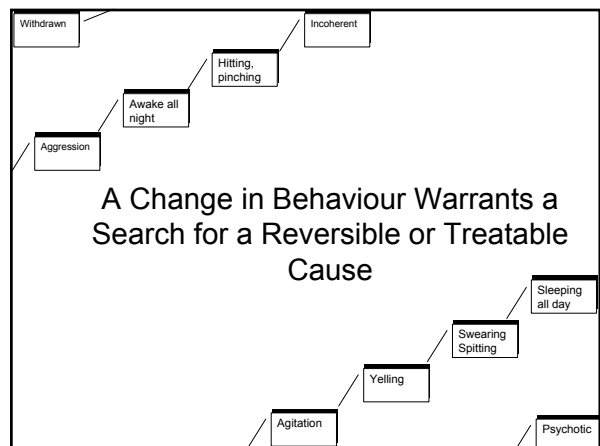 Withdrawn
Incoherent
Hitting,
pinching
Awake all
night
Aggression
A Change in Behaviour Warrants a
Search for a Reversible or Treatable
Cause
Sleeping
all day
Swearing
Spitting
Yelling
Agitation
Psychotic